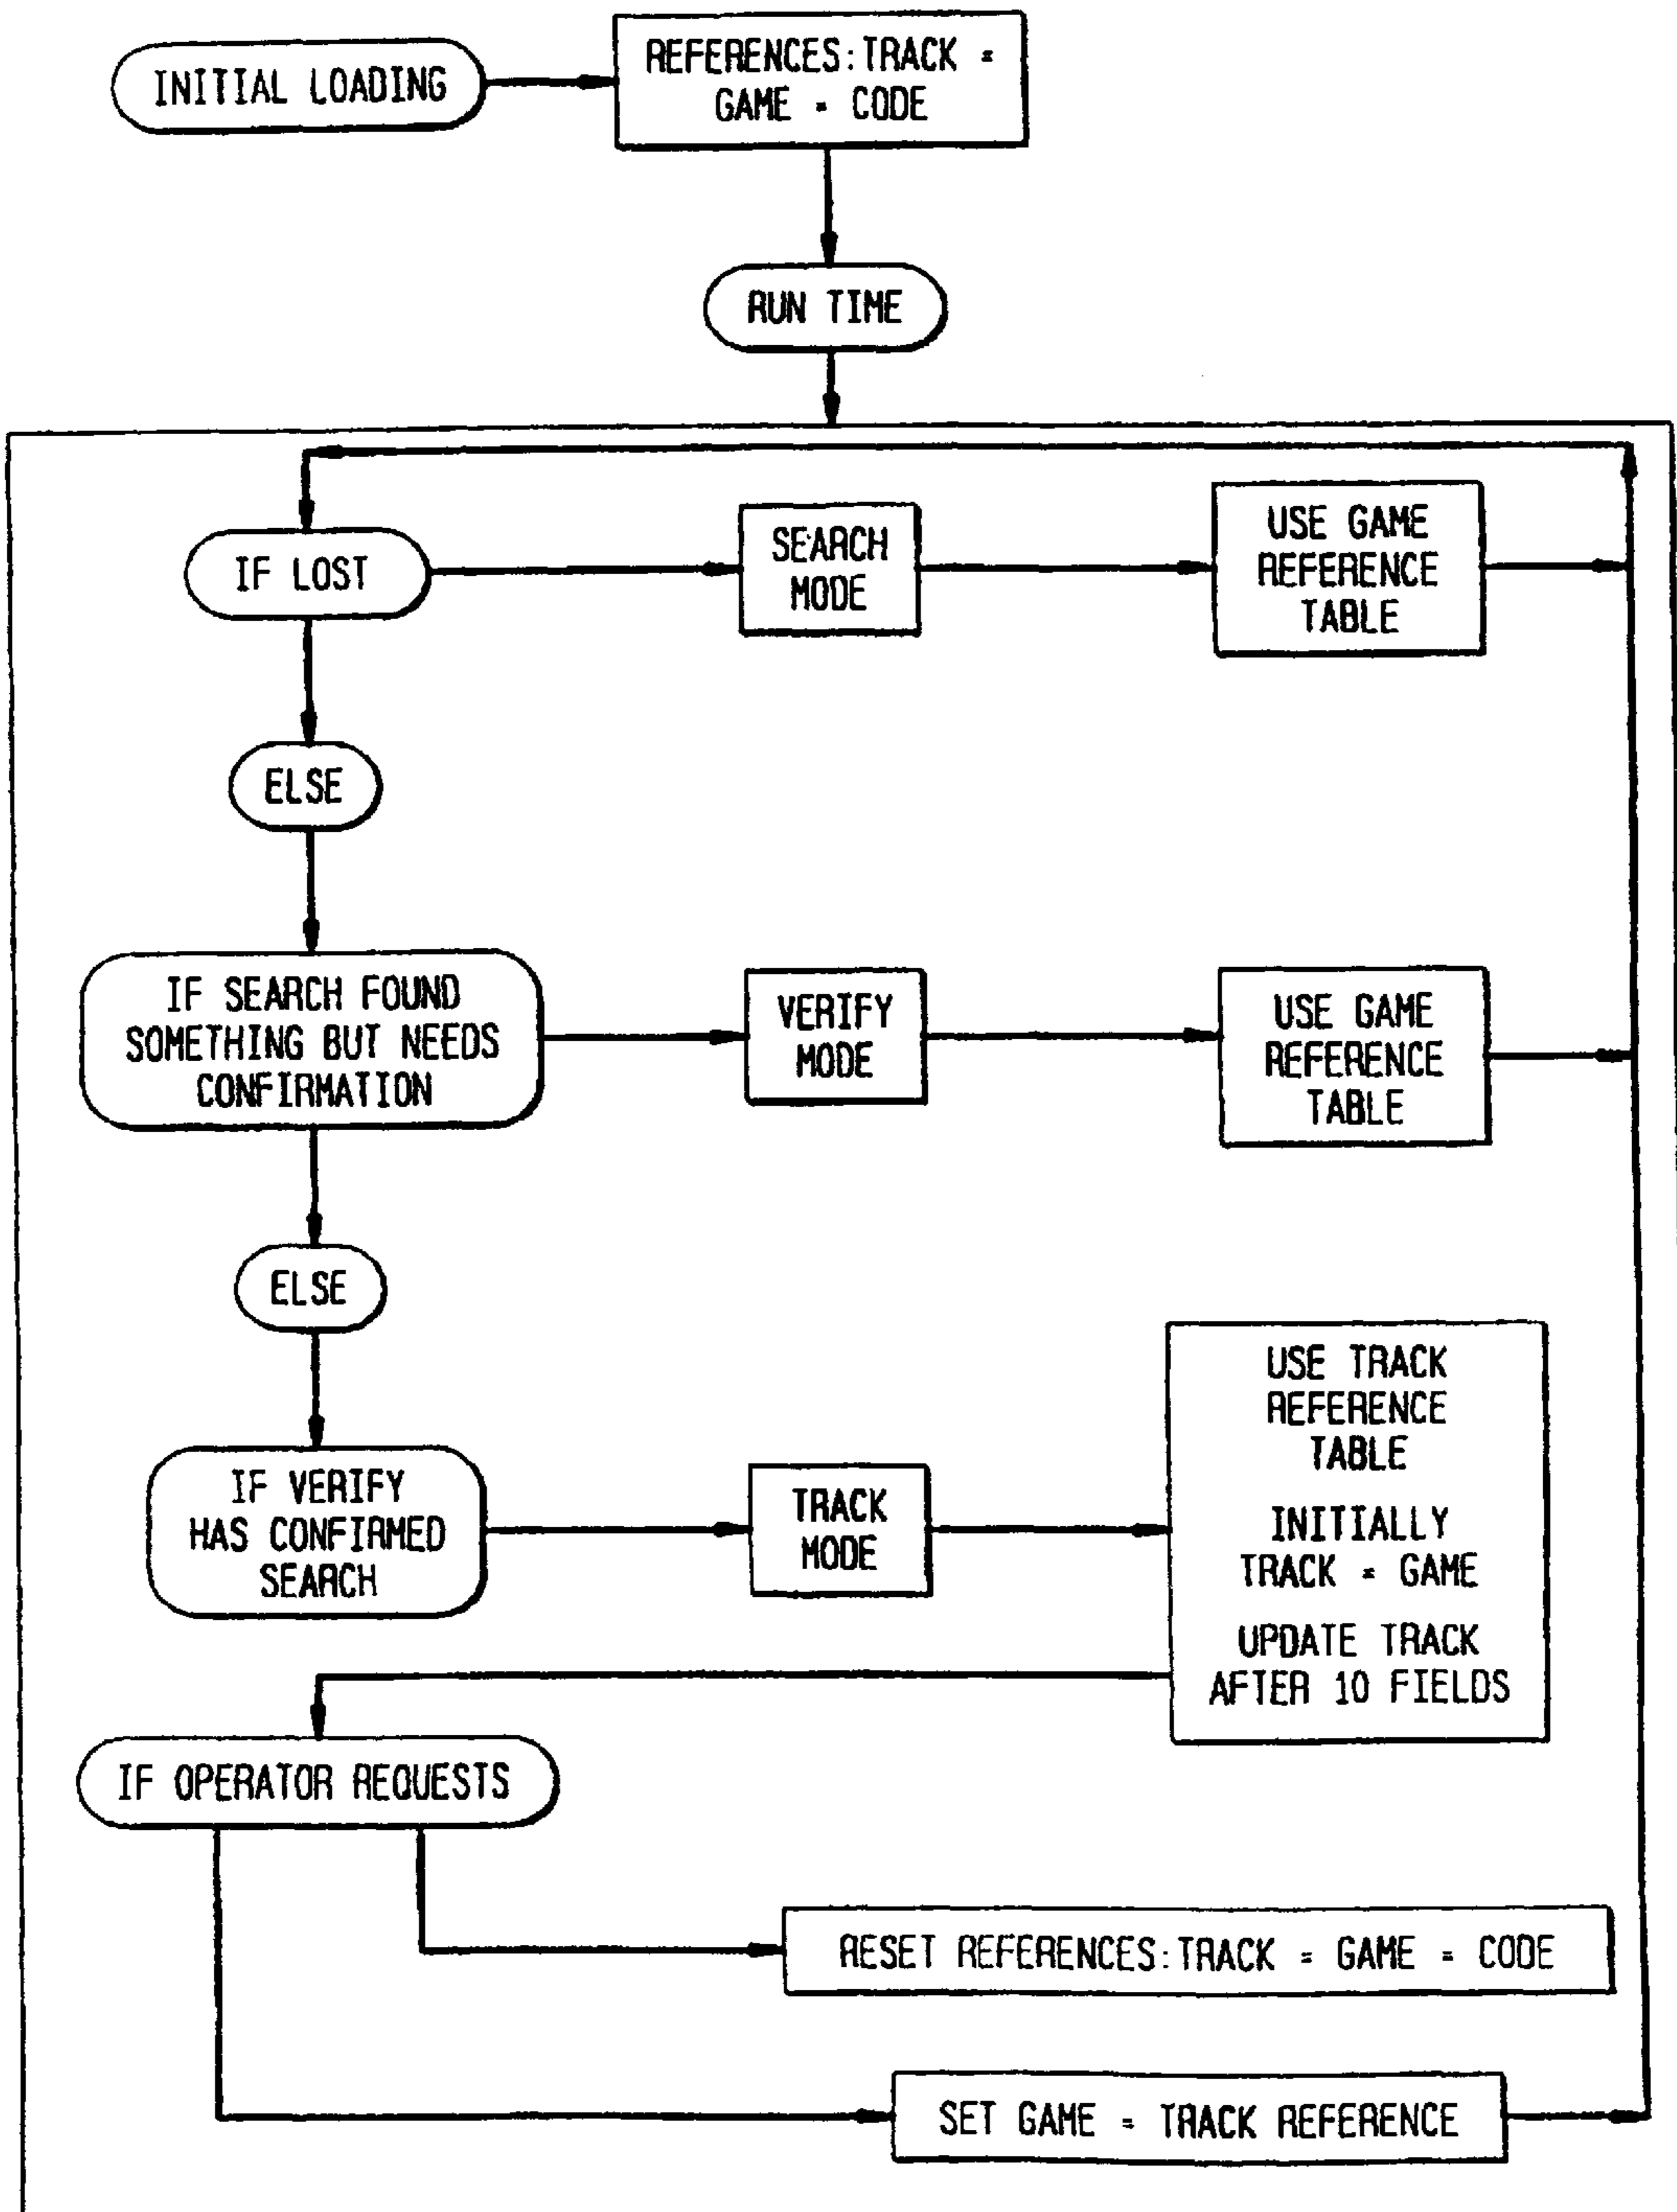 INITIAL LOADING
REFERENCES: TRACK =
GAME = CODE
RUN TIME
IF LOST
SEARCH
MODE
USE GAME
REFERENCE
TABLE
ELSE
IF SEARCH FOUND
SOMETHING BUT NEEDS
CONFIRMATION
VERIFY
MODE
USE GAME
REFERENCE
TABLE
ELSE
IF VERIFY
HAS CONFIRMED
SEARCH
TRACK
MODE
USE TRACK
REFERENCE
TABLE
INITIALLY
TRACK = GAME
UPDATE TRACK
AFTER 10 FIELDS
IF OPERATOR REQUESTS
RESET REFERENCES: TRACK = GAME = CODE
SET GAME = TRACK REFERENCE